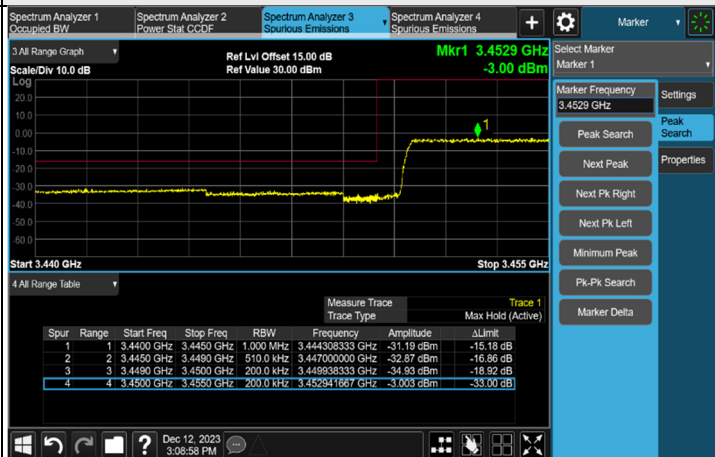 Spectrum Analyzer 1
Occupied BW
Spectrum Analyzer 2
Power Stat CCDF
Spectrum Analyzer 3
Spurious Emissions
Spectrum Analyzer 4
Spurious Emissions
Marker
3 All Range Graph
Ref Lvl Offset 15.00 dB
Mkr1 3.4529 GHz
Scale/Div 10.0 dB
Ref Value 30.00 dBm
-3.00 dBm
Log
20.0
10.0
0.00
-10.0
-20.0
-30.0
-40.0
-50.0
-60.0
1
Start 3.440 GHz
Stop 3.455 GHz
4 All Range Table
Measure Trace Trace 1
Trace Type Max Hold (Active)
Spur Range Start Freq Stop Freq RBW Frequency Amplitude ΔLimit
1 1 3.4400 GHz 3.4450 GHz 1.000 MHz 3.444308333 GHz -31.19 dBm -15.18 dB
2 2 3.4450 GHz 3.4490 GHz 510.0 kHz 3.447000000 GHz -32.87 dBm -16.86 dB
3 3 3.4490 GHz 3.4500 GHz 200.0 kHz 3.449938333 GHz -34.93 dBm -18.92 dB
4 4 3.4500 GHz 3.4550 GHz 200.0 kHz 3.452941667 GHz -3.003 dBm -33.00 dB
Select Marker
Marker 1
Marker Frequency
3.4529 GHz
Peak Search
Next Peak
Next Pk Right
Next Pk Left
Minimum Peak
Pk-Pk Search
Marker Delta
Settings
Peak
Search
Properties
?
Dec 12, 2023
3:08:58 PM